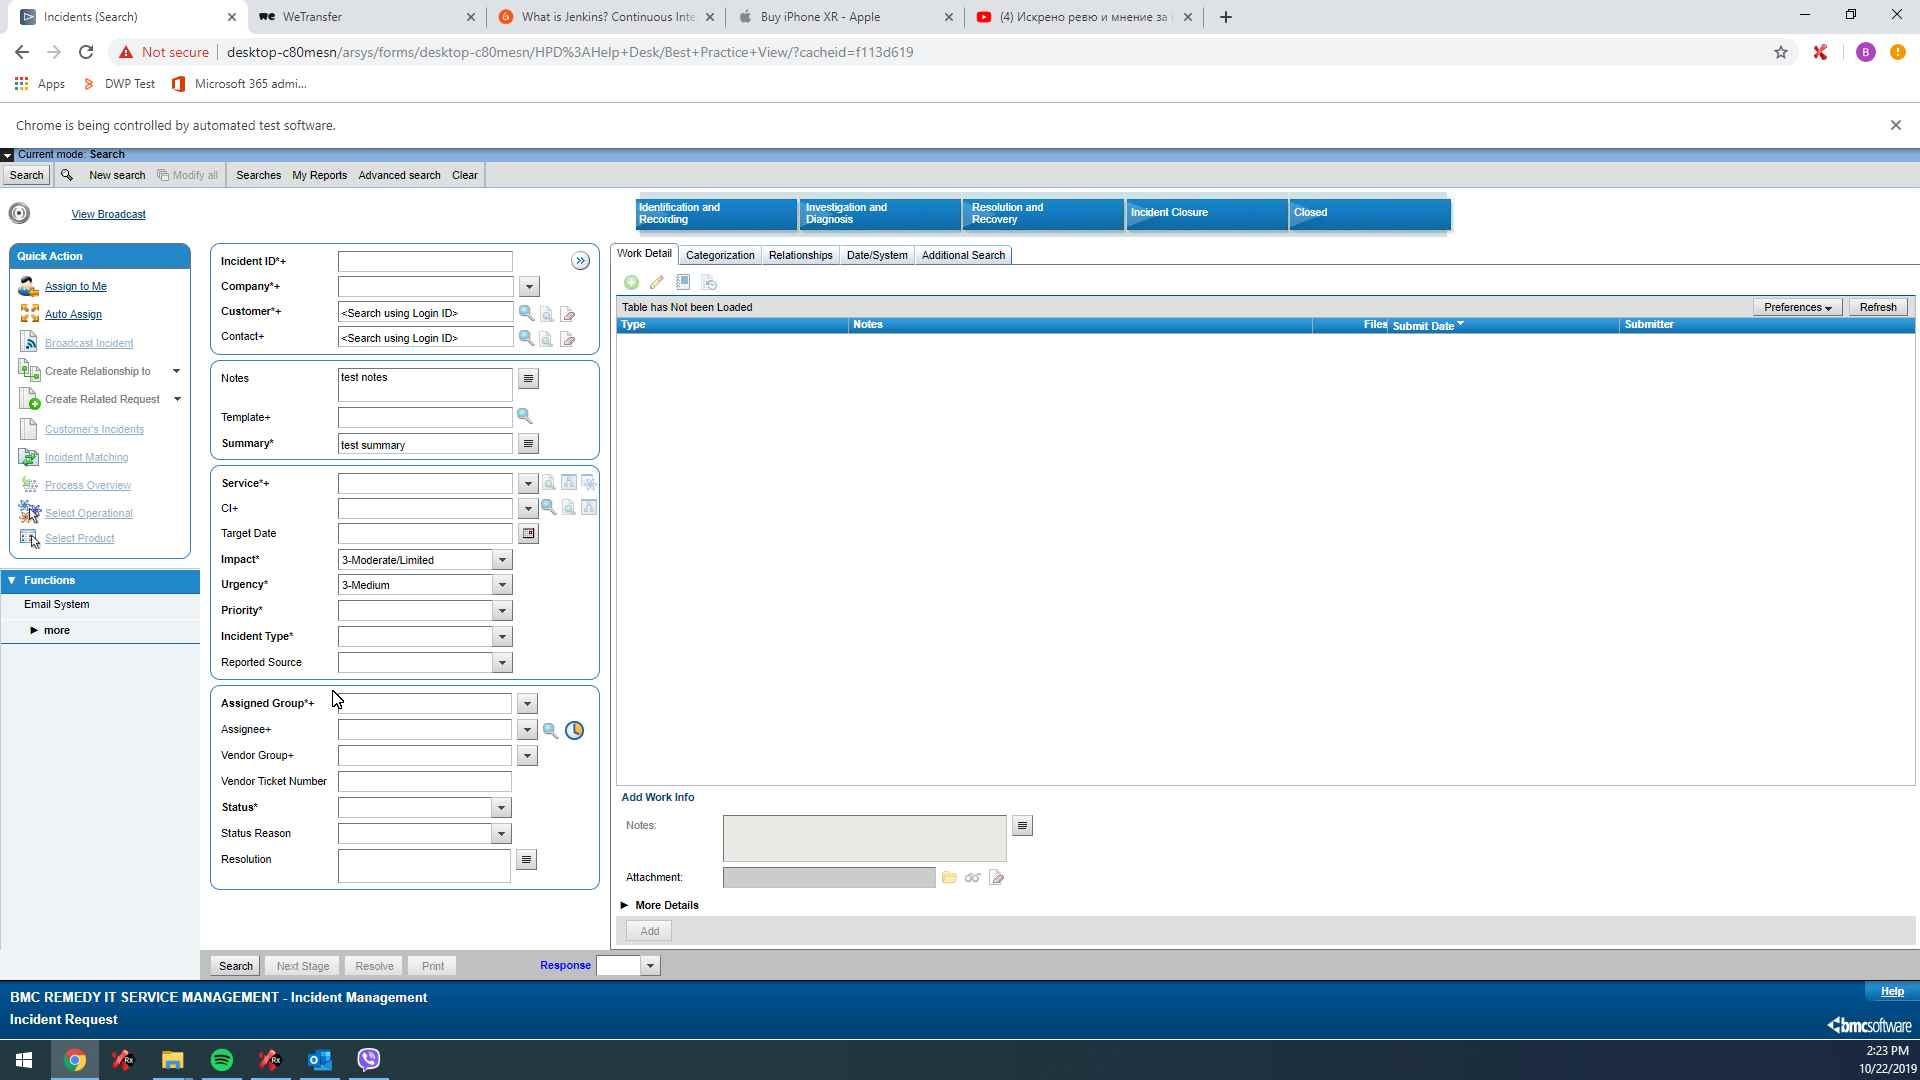 Incidents (Search)
WeTransfer
What is Jenkins? Continuous Inte
Buy iPhone XR - Apple
(4) Искрено ревю и мнение за
Not secure
desktop-c80mesn/arsys/forms/desktop-c80mesn/HPD%3AHelp+Desk/Best+Practice+View/?cacheid=f113d619
B
Apps
DWP Test
Microsoft 365 admi...
Chrome is being controlled by automated test software.
Current mode: Search
Search
New search
Modify all
Searches
My Reports
Advanced search
Clear
View Broadcast
Identification and
Recording
Investigation and
Diagnosis
Resolution and
Recovery
Incident Closure
Closed
Quick Action
Assign to Me
Auto Assign
Broadcast Incident
Create Relationship to
Create Related Request
Customer's Incidents
Incident Matching
Process Overview
Select Operational
Select Product
Functions
Email System
more
Incident ID*+
Company*+
Customer*+ <Search using Login ID>
Contact+ <Search using Login ID>
Notes test notes
Template+
Summary* test summary
Service*+
CI+
Target Date
Impact* 3-Moderate/Limited
Urgency* 3-Medium
Priority*
Incident Type*
Reported Source
Assigned Group*+
Assignee+
Vendor Group+
Vendor Ticket Number
Status*
Status Reason
Resolution
Work Detail
Categorization
Relationships
Date/System
Additional Search
Table has Not been Loaded
Preferences
Refresh
Type
Notes
Files
Submit Date
Submitter
Add Work Info
Notes:
Attachment:
More Details
Add
Search
Next Stage
Resolve
Print
Response
BMC REMEDY IT SERVICE MANAGEMENT - Incident Management
Help
Incident Request
bmcsoftware
Rx
Rx
2:23 PM
10/22/2019